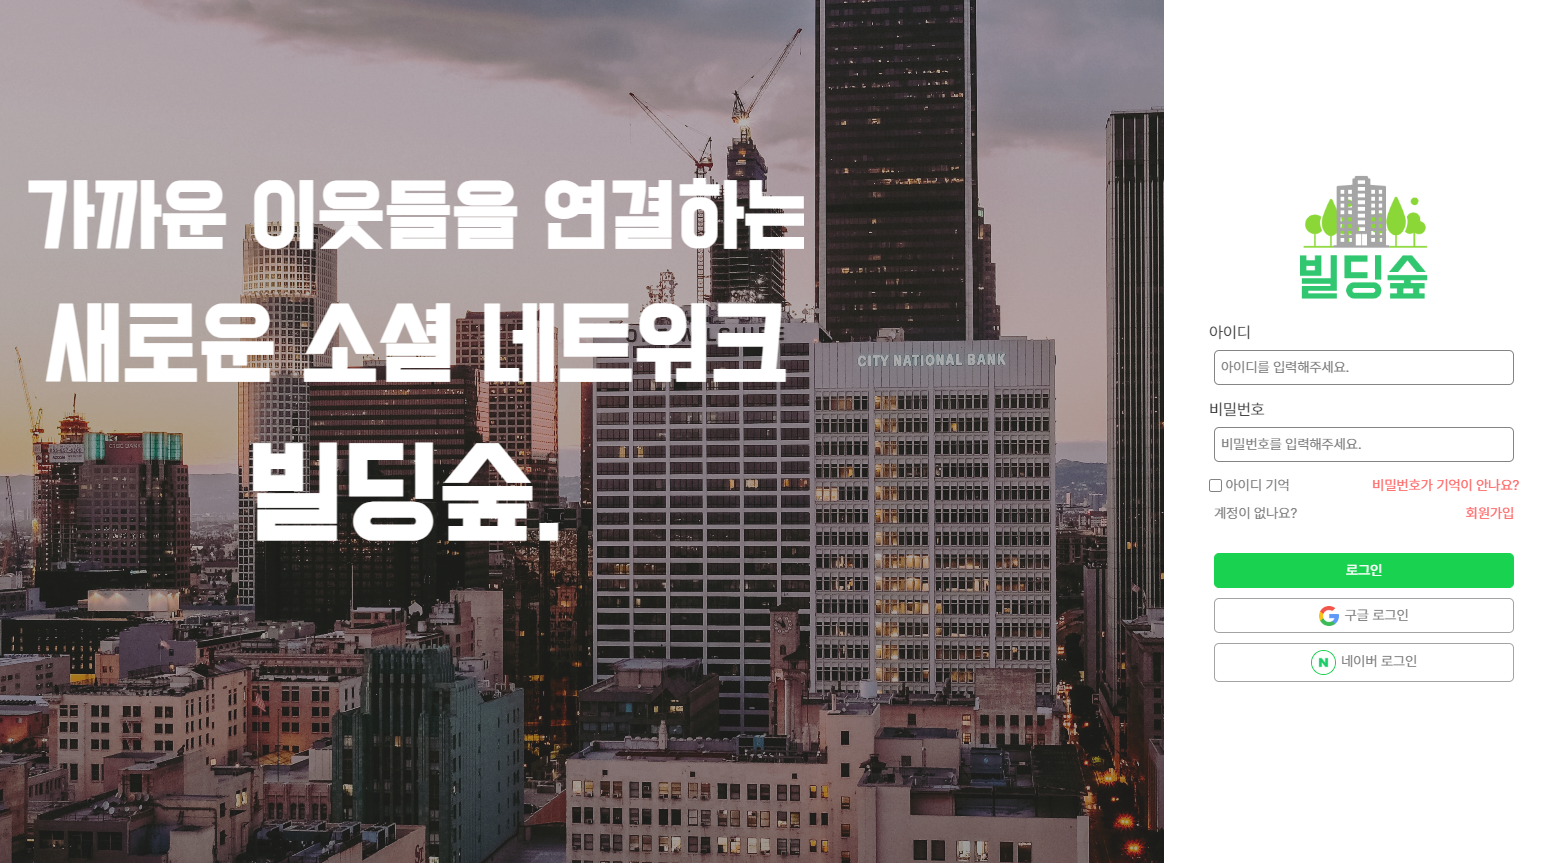 가까운 이웃들을 연결하는
새로운 소셜 네트워크
빌딩숲.
CITY NATIONAL BANK
빌딩숲
아이디
아이디를 입력해주세요.
비밀번호
비밀번호를 입력해주세요.
아이디 기억 비밀번호가 기억이 안나요?
계정이 없나요? 회원가입
로그인
G 구글 로그인
N 네이버 로그인